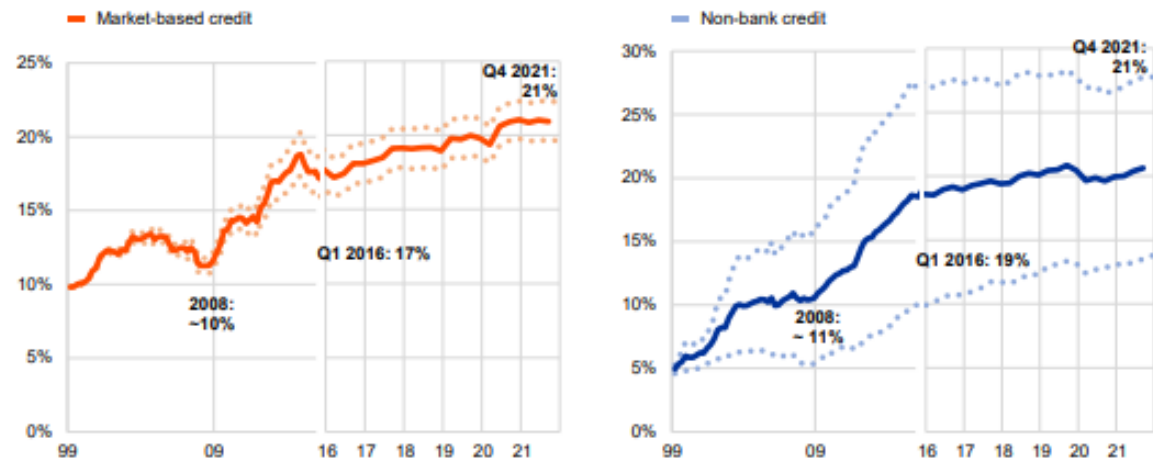 Market-based credit
25%
20%
15%
10%
5%
0%
Q4 2021:
21%
Q1 2016: 17%
2008:
~10%
99 09 16 17 18 19 20 21
Non-bank credit
30%
25%
20%
15%
10%
5%
0%
Q4 2021:
21%
Q1 2016: 19%
2008:
~ 11%
99 09 16 17 18 19 20 21